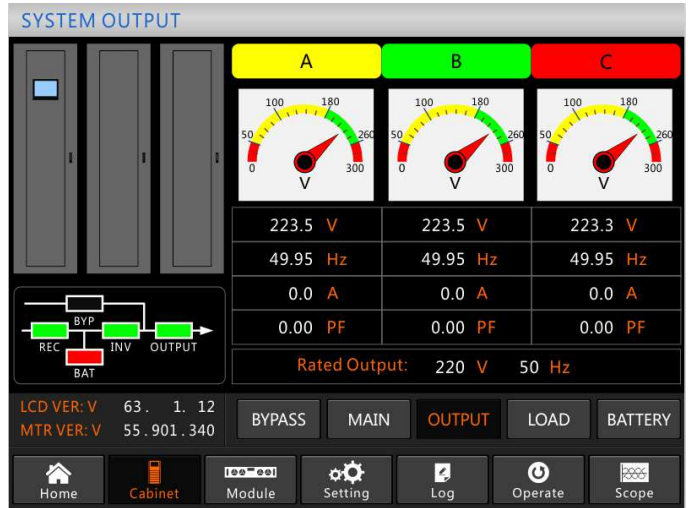 SYSTEM OUTPUT
A B C
100 180 100 180 100 180
50 260 50 260 50 260
0 300 0 300 0 300
V V V
223.5 V 223.5 V 223.3 V
49.95 Hz 49.95 Hz 49.95 Hz
0.0 A 0.0 A 0.0 A
0.00 PF 0.00 PF 0.00 PF
Rated Output: 220 V 50 Hz
BYP
REC INV OUTPUT
BAT
LCD VER: V 63. 1. 12
MTR VER: V 55.901.340
BYPASS MAIN OUTPUT LOAD BATTERY
Home Cabinet Module Setting Log Operate Scope